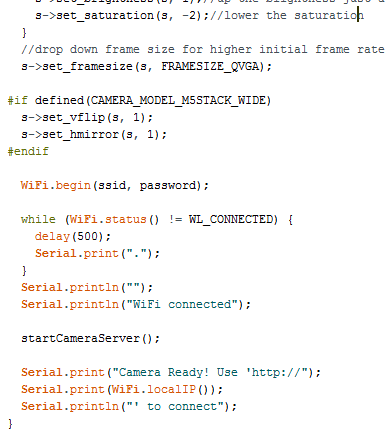 s->set_saturation(s, -2);//lower the saturation
}
//drop down frame size for higher initial frame rate
s->set_framesize(s, FRAMESIZE_QVGA);
#if defined(CAMERA_MODEL_M5STACK_WIDE)
s->set_vflip(s, 1);
s->set_hmirror(s, 1);
#endif
WiFi.begin(ssid, password);
while (WiFi.status() != WL_CONNECTED) {
delay(500);
Serial.print(".");
}
Serial.println("");
Serial.println("WiFi connected");
startCameraServer();
Serial.print("Camera Ready! Use 'http://");
Serial.print(WiFi.localIP());
Serial.println("' to connect");
}